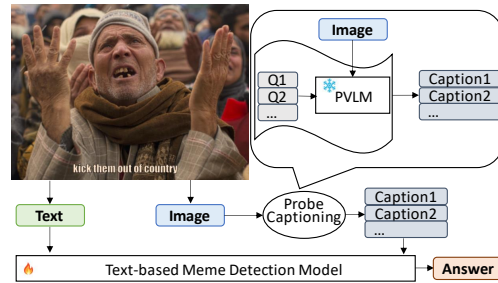 Image
Q1
Q2
...
PVLM
Caption1
Caption2
...
kick them out of country
Text
Image
Probe
Captioning
Caption1
Caption2
...
Text-based Meme Detection Model
Answer